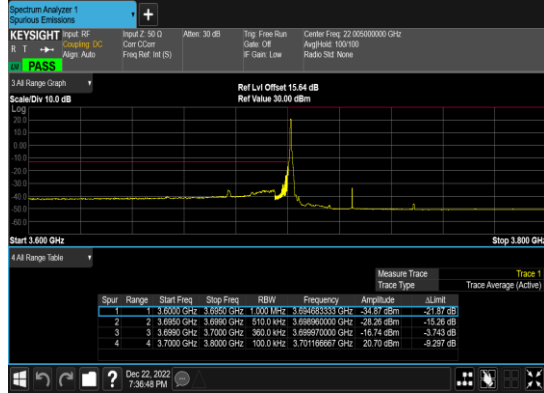 Spectrum Analyzer 1
Spurious Emissions
+
KEYSIGHT Input: RF Input Z: 50 Ω Atten: 30 dB Trig: Free Run Center Freq: 22.005000000 GHz
R T Coupling: DC Corr CCorr Gate: Off Avg|Hold: 100/100
Align: Auto Freq Ref: Int (S) IF Gain: Low Radio Std: None
PASS
3 All Range Graph
Ref Lvl Offset 15.64 dB
Scale/Div 10.0 dB Ref Value 30.00 dBm
Log
20.0
10.0
0.00
-10.0
-20.0
-30.0
-40.0
-50.0
-60.0
Start 3.600 GHz Stop 3.800 GHz
4 All Range Table
Measure Trace Trace 1
Trace Type Trace Average (Active)
Spur Range Start Freq Stop Freq RBW Frequency Amplitude ΔLimit
1 1 3.6000 GHz 3.6950 GHz 1.000 MHz 3.694683333 GHz -34.87 dBm -21.87 dB
2 2 3.6950 GHz 3.6990 GHz 510.0 kHz 3.698960000 GHz -28.26 dBm -15.26 dB
3 3 3.6990 GHz 3.7000 GHz 360.0 kHz 3.699970000 GHz -16.74 dBm -3.743 dB
4 4 3.7000 GHz 3.8000 GHz 100.0 kHz 3.701166667 GHz 20.70 dBm -9.297 dB
?
Dec 22, 2022
7:36:48 PM